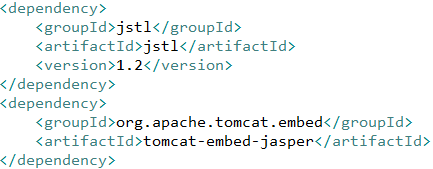 <dependency>
    <groupId>jstl</groupId>
    <artifactId>jstl</artifactId>
    <version>1.2</version>
</dependency>
<dependency>
    <groupId>org.apache.tomcat.embed</groupId>
    <artifactId>tomcat-embed-jasper</artifactId>
</dependency>